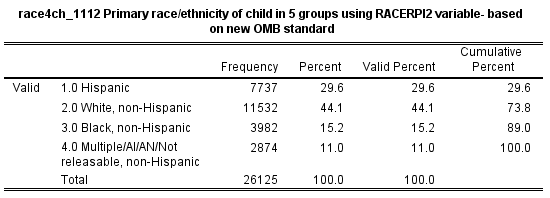 race4ch_1112 Primary race/ethnicity of child in 5 groups using RACERPI2 variable- based
on new OMB standard
Frequency Percent Valid Percent Cumulative Percent
Valid 1.0 Hispanic 7737 29.6 29.6 29.6
2.0 White, non-Hispanic 11532 44.1 44.1 73.8
3.0 Black, non-Hispanic 3982 15.2 15.2 89.0
4.0 Multiple/AI/AN/Not
releasable, non-Hispanic 2874 11.0 11.0 100.0
Total 26125 100.0 100.0